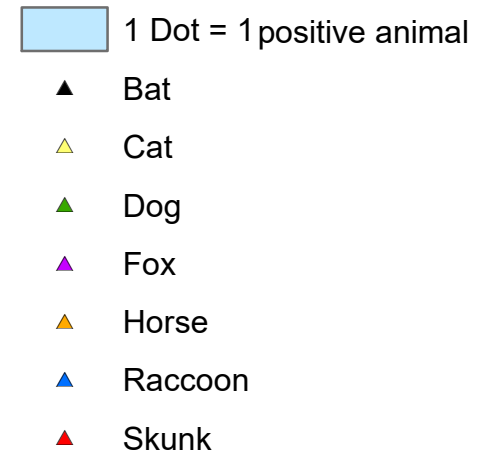 1 Dot = 1 positive animal
Bat
Cat
Dog
Fox
Horse
Raccoon
Skunk